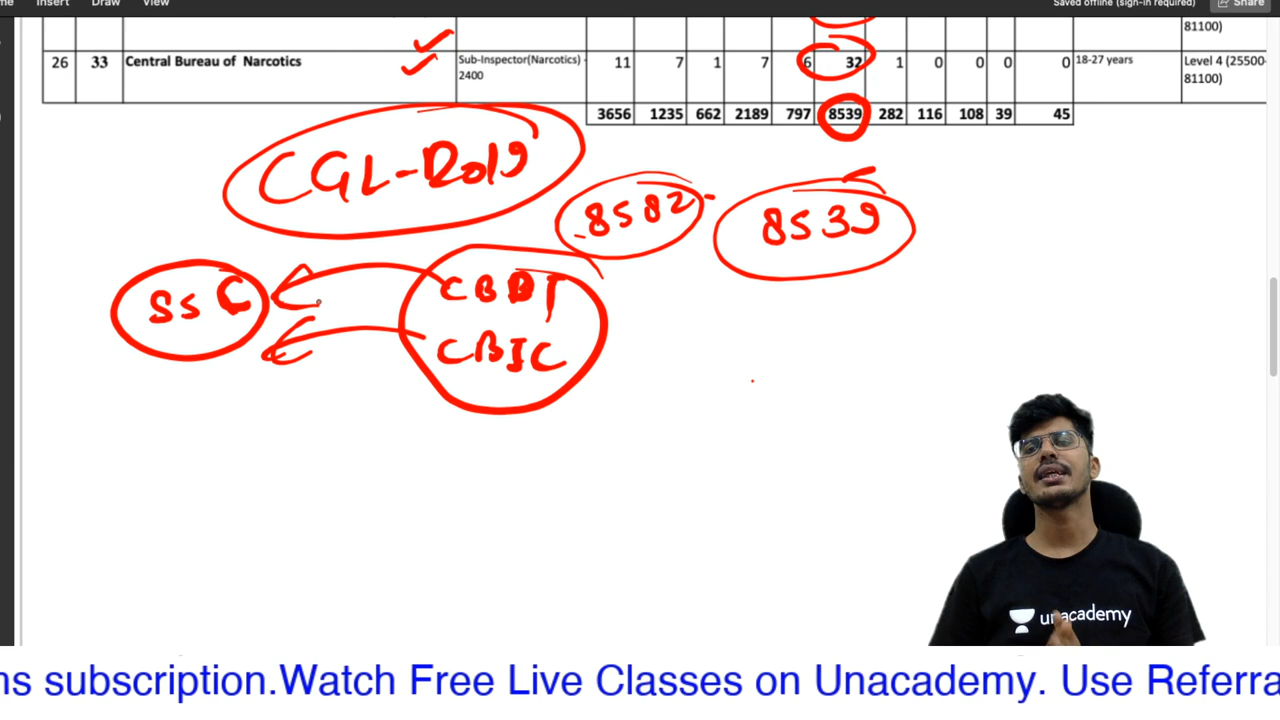 me Insert Draw View Saved offline (sign-in required) Share
81100)
26 33 Central Bureau of Narcotics Sub-Inspector(Narcotics) - 11 7 1 7 6 32 1 0 0 0 0 18-27 years Level 4 (25500-
2400 81100)
3656 1235 662 2189 797 8539 282 116 108 39 45
CGL-2019
8582 8539
SSC CBDT
CBIC
unacademy
ns subscription.Watch Free Live Classes on Unacademy. Use Referra